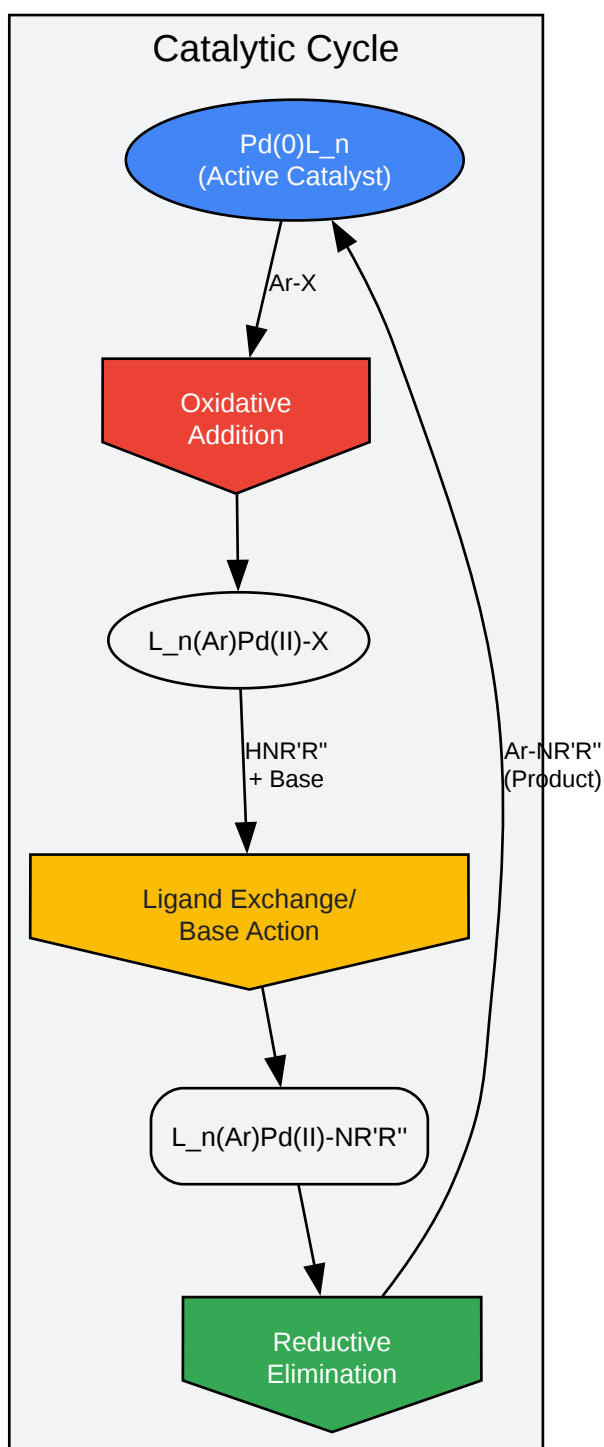 Catalytic Cycle
Pd(0)L_n
(Active Catalyst)
Ar-X
Oxidative
Addition
L_n(Ar)Pd(II)-X
HNR'R''
+ Base
Ar-NR'R''
(Product)
Ligand Exchange/
Base Action
L_n(Ar)Pd(II)-NR'R''
Reductive
Elimination